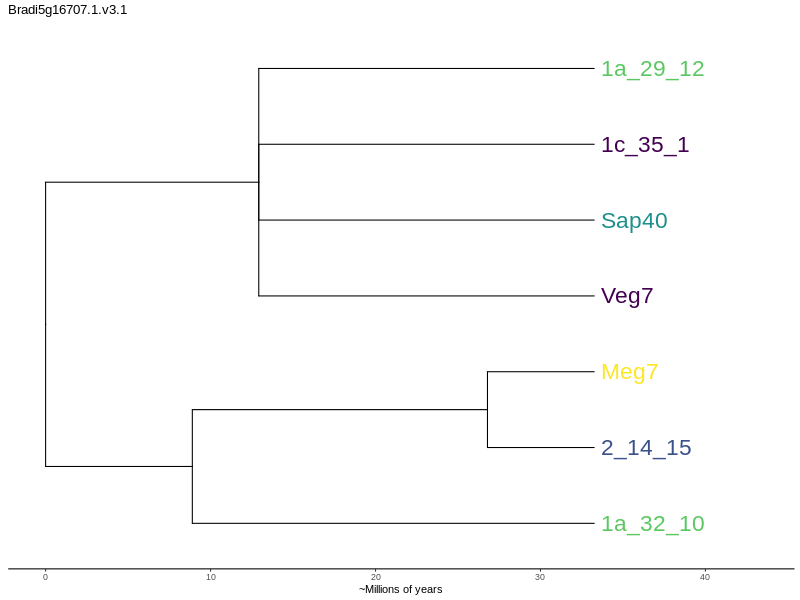 Bradi5g16707.1.v3.1
1a_29_12
1c_35_1
Sap40
Veg7
Meg7
2_14_15
1a_32_10
0 10 20 30 40
~Millions of years